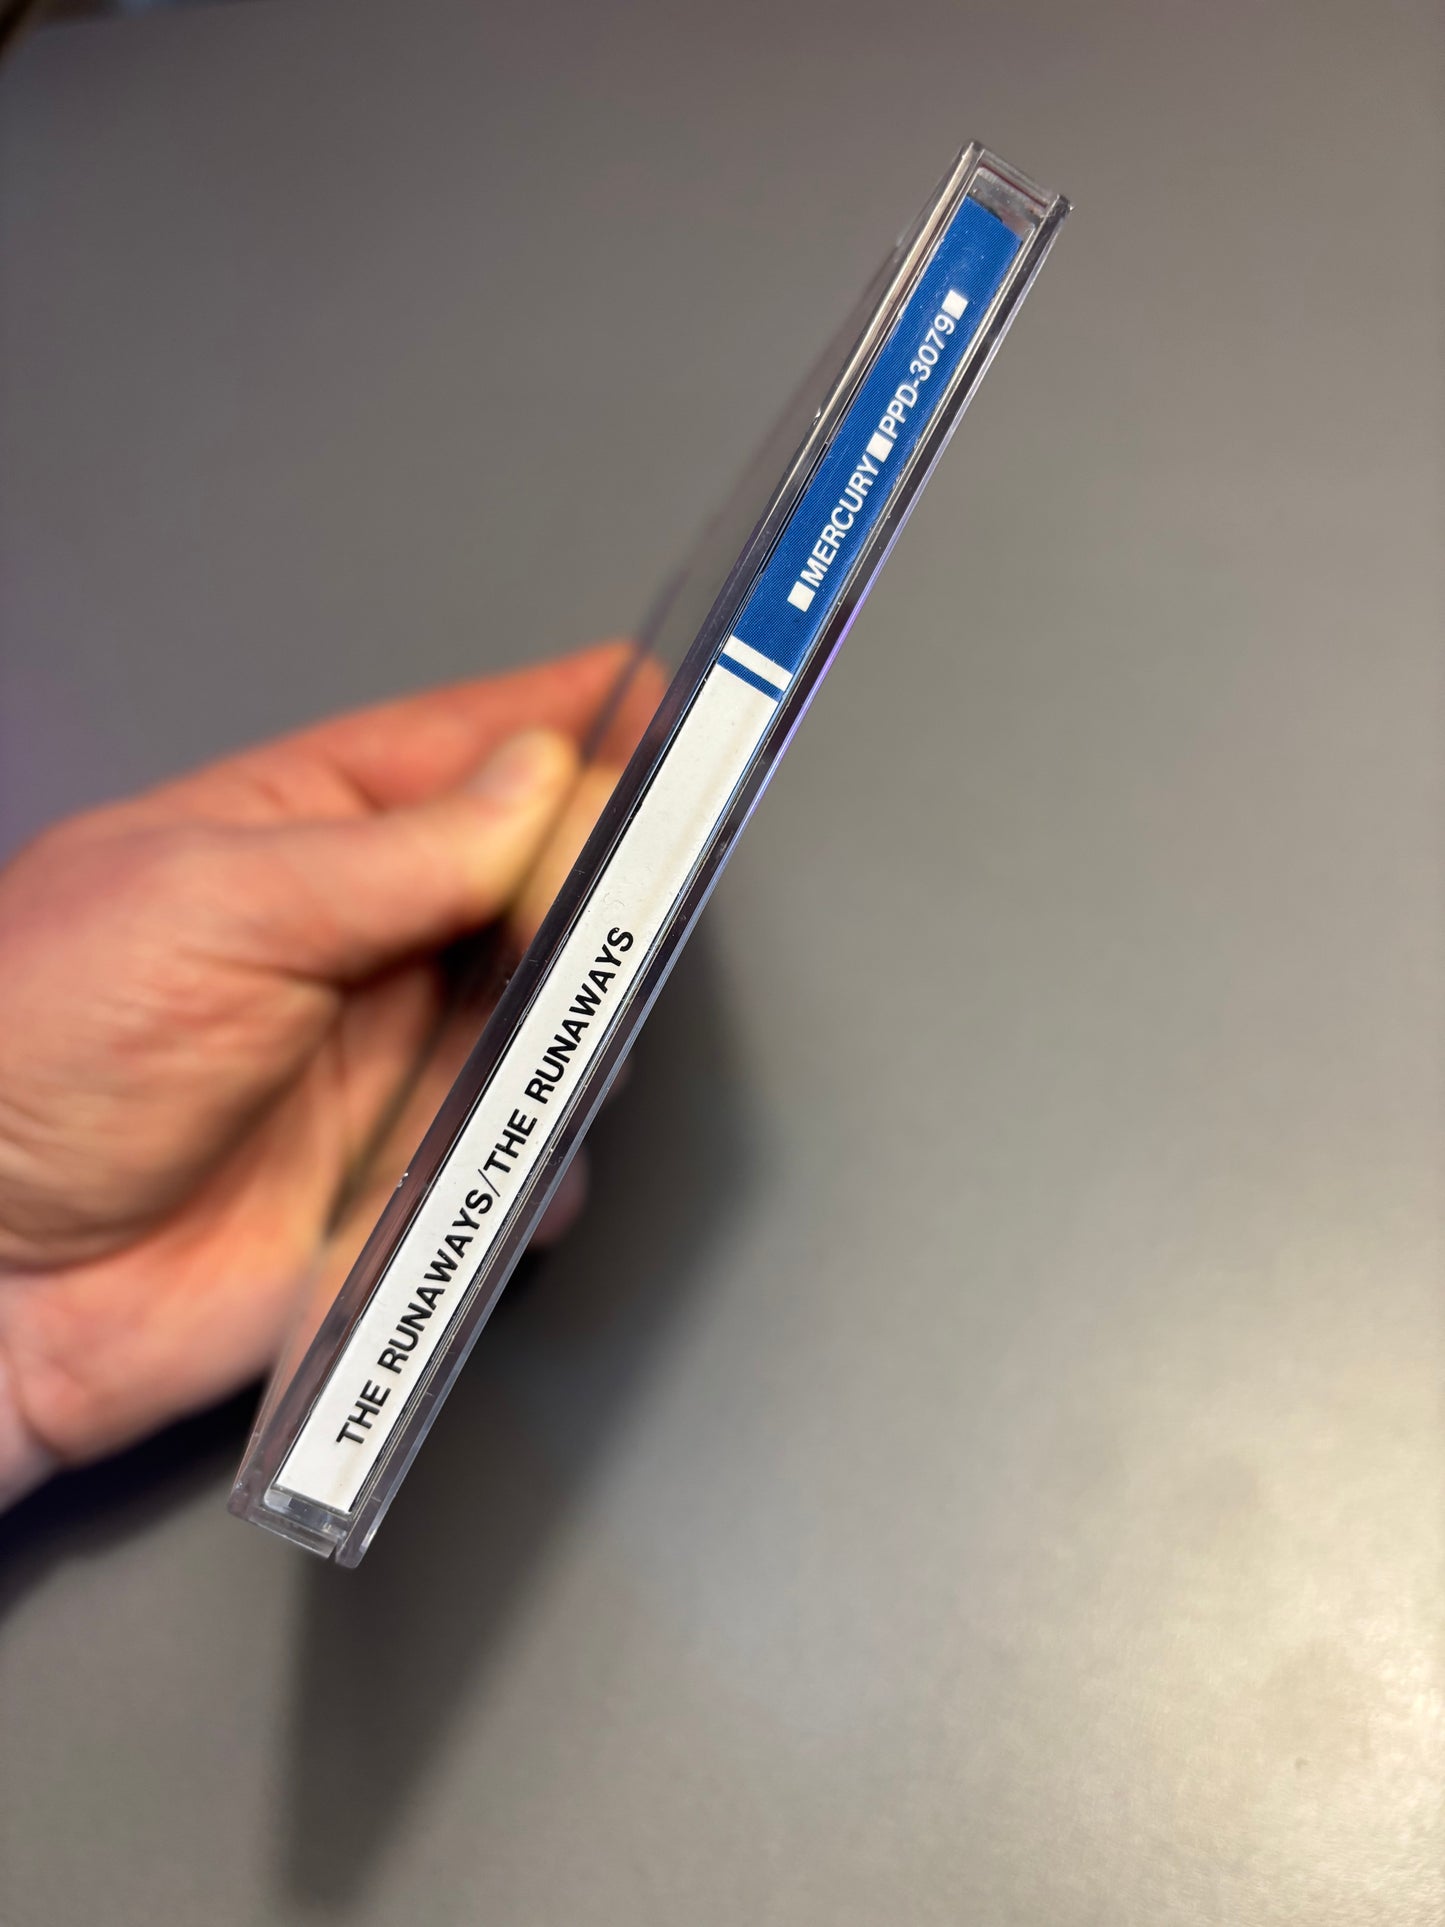 THE RUNAWAYS/THE RUNAWAYS
■MERCURY■PPD-3079■